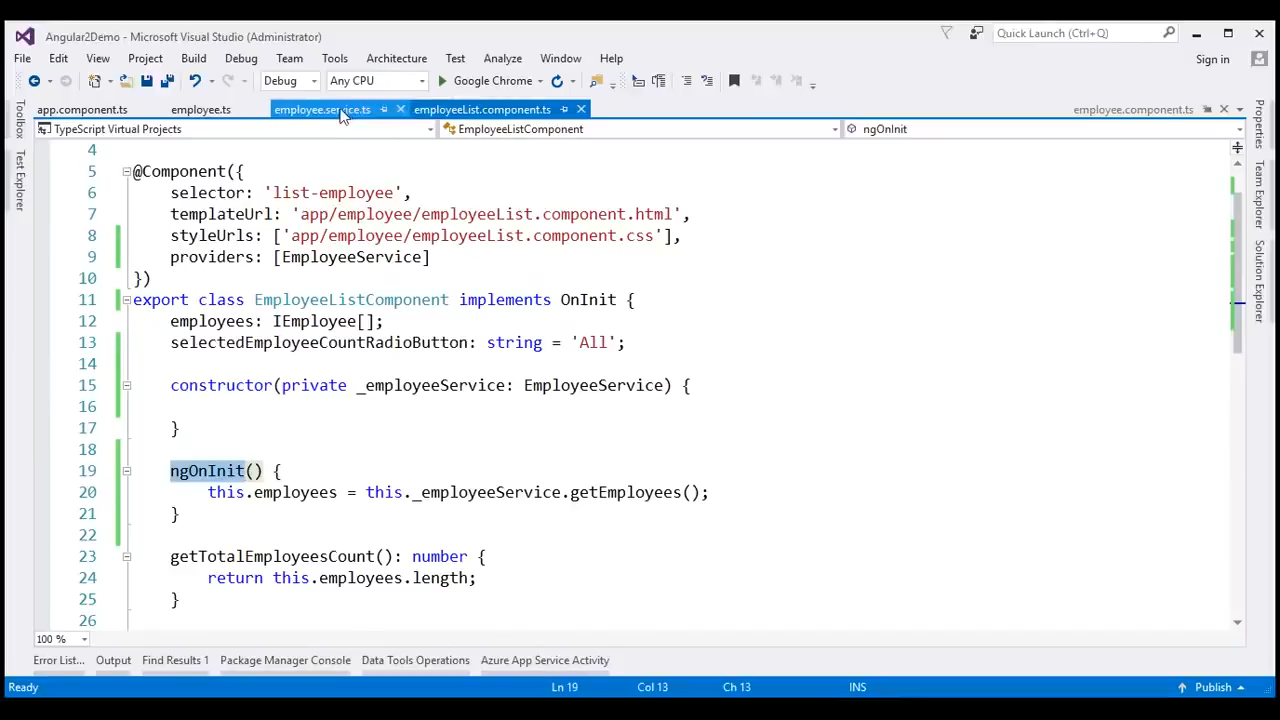 Angular2Demo - Microsoft Visual Studio (Administrator)
Quick Launch (Ctrl+Q)
File Edit View Project Build Debug Team Tools Architecture Test Analyze Window Help
Sign in
Debug Any CPU Google Chrome
app.component.ts employee.ts employee.service.ts employeeList.component.ts employee.component.ts
TypeScript Virtual Projects EmployeeListComponent ngOnInit
Toolbox
Test Explorer
Properties
Team Explorer
Solution Explorer
4
5 @Component({
6 selector: 'list-employee',
7 templateUrl: 'app/employee/employeeList.component.html',
8 styleUrls: ['app/employee/employeeList.component.css'],
9 providers: [EmployeeService]
10 })
11 export class EmployeeListComponent implements OnInit {
12 employees: IEmployee[];
13 selectedEmployeeCountRadioButton: string = 'All';
14
15 constructor(private _employeeService: EmployeeService) {
16
17 }
18
19 ngOnInit() {
20 this.employees = this._employeeService.getEmployees();
21 }
22
23 getTotalEmployeesCount(): number {
24 return this.employees.length;
25 }
26
100 %
Error List... Output Find Results 1 Package Manager Console Data Tools Operations Azure App Service Activity
Ready Ln 19 Col 13 Ch 13 INS Publish